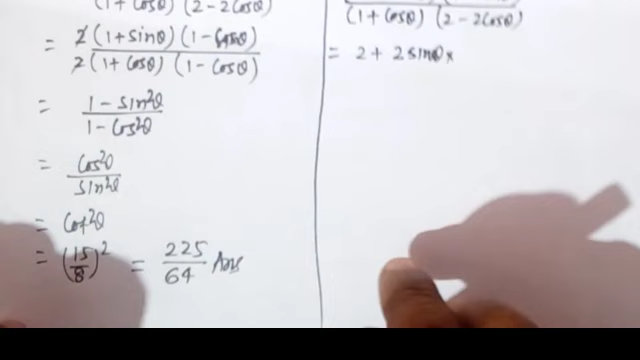 (1 + cosθ) (2 - 2cosθ)
= 2 (1 + sinθ) (1 - sinθ)
2 (1 + cosθ) (1 - cosθ)
= 1 - sin²θ
1 - cos²θ
= cos²θ
sin²θ
= cot²θ
= (15/8)² = 225/64 Ans
(1 + cosθ) (2 - 2cosθ)
= 2 + 2sinθ x